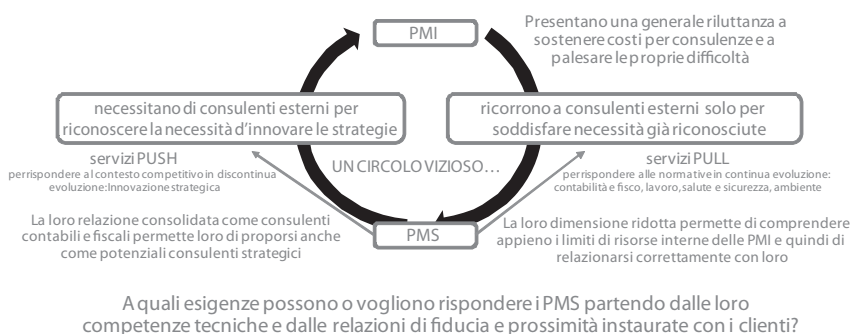 PMI
Presentano una generale riluttanza a
sostenere costi per consulenze e a
palesare le proprie difficoltà
necessitano di consulenti esterni per
riconoscere la necessità d'innovare le strategie
ricorrono a consulenti esterni solo per
soddisfare necessità già riconosciute
servizi PUSH
per rispondere al contesto competitivo in discontinua
evoluzione: Innovazione strategica
UN CIRCOLO VIZIOSO…
servizi PULL
per rispondere alle normative in continua evoluzione:
contabilità e fisco, lavoro, salute e sicurezza, ambiente
La loro relazione consolidata come consulenti
contabili e fiscali permette loro di proporsi anche
come potenziali consulenti strategici
PMS
La loro dimensione ridotta permette di comprendere
appieno i limiti di risorse interne delle PMI e quindi di
relazionarsi correttamente con loro
A quali esigenze possono o vogliono rispondere i PMS partendo dalle loro
competenze tecniche e dalle relazioni di fiducia e prossimità instaurate con i clienti?